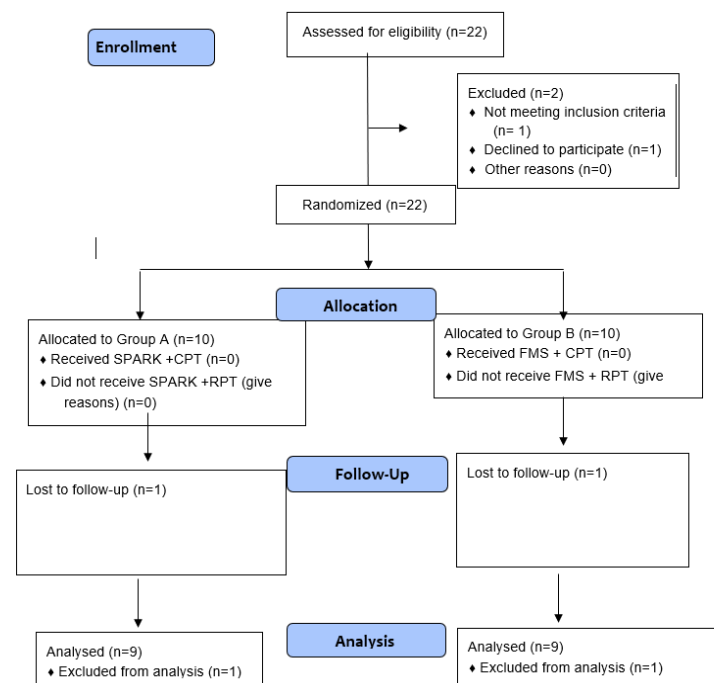 Enrollment
Assessed for eligibility (n=22)
Excluded (n=2)
♦ Not meeting inclusion criteria
(n= 1)
♦ Declined to participate (n=1)
♦ Other reasons (n=0)
Randomized (n=22)
Allocation
Allocated to Group A (n=10)
♦ Received SPARK +CPT (n=0)
♦ Did not receive SPARK +RPT (give
reasons) (n=0)
Allocated to Group B (n=10)
♦ Received FMS + CPT (n=0)
♦ Did not receive FMS + RPT (give
Follow-Up
Lost to follow-up (n=1)
Lost to follow-up (n=1)
Analysis
Analysed (n=9)
♦ Excluded from analysis (n=1)
Analysed (n=9)
♦ Excluded from analysis (n=1)